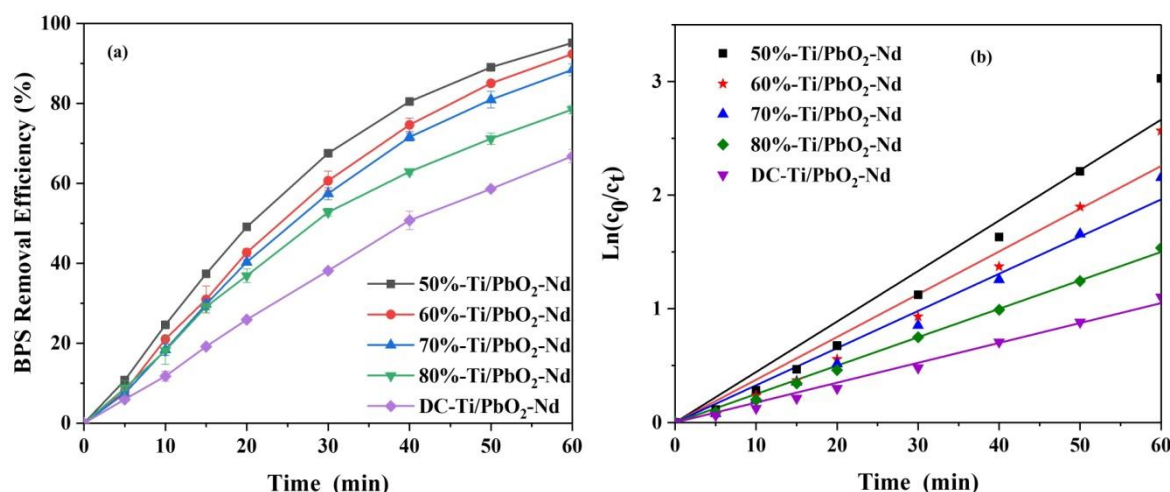 (a)
BPS Removal Efficiency (%)
100
80
60
40
20
0
50%-Ti/PbO₂-Nd
60%-Ti/PbO₂-Nd
70%-Ti/PbO₂-Nd
80%-Ti/PbO₂-Nd
DC-Ti/PbO₂-Nd
0 10 20 30 40 50 60
Time (min)
(b)
Ln(c₀/cₜ)
3
2
1
0
50%-Ti/PbO₂-Nd
60%-Ti/PbO₂-Nd
70%-Ti/PbO₂-Nd
80%-Ti/PbO₂-Nd
DC-Ti/PbO₂-Nd
0 10 20 30 40 50 60
Time (min)